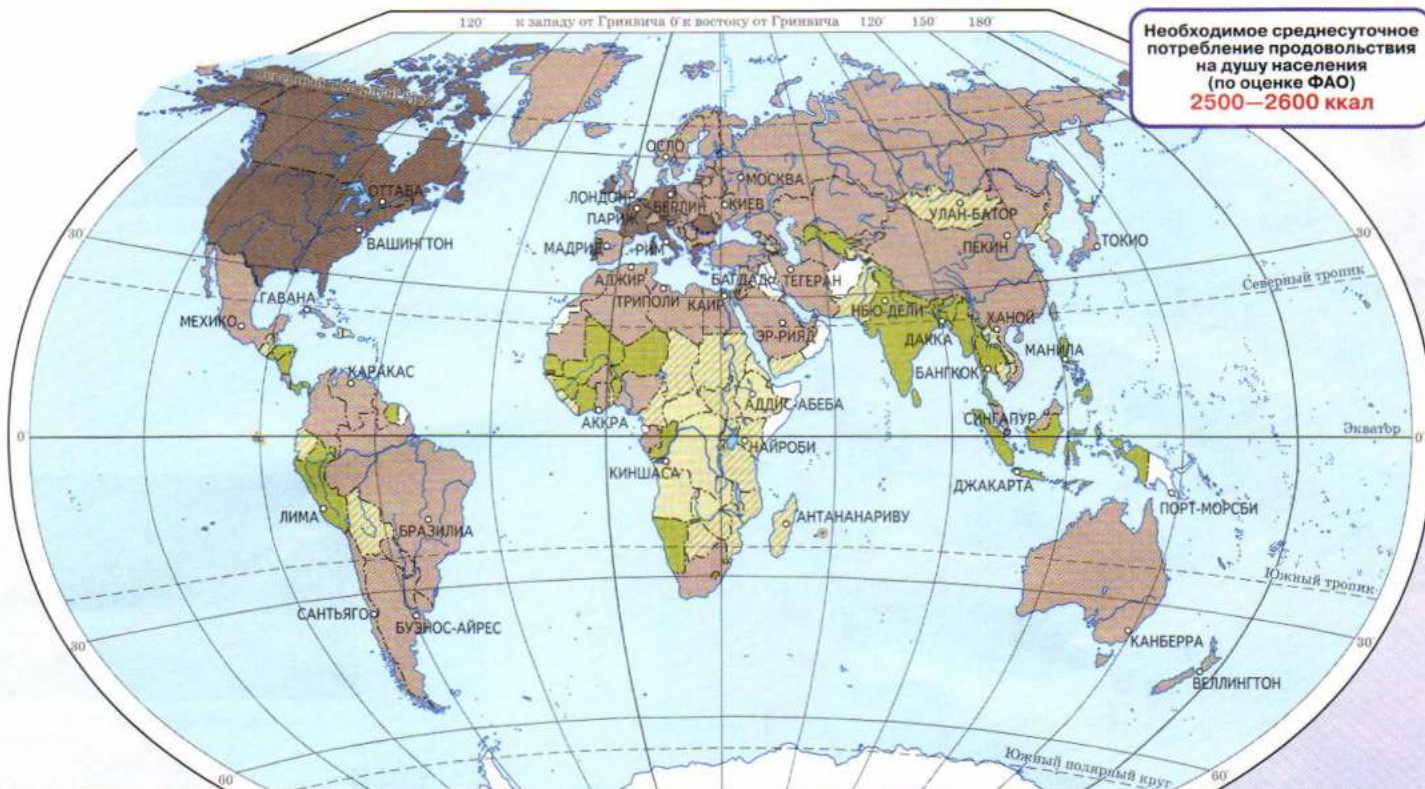 120°
к западу от Гринвича 0° к востоку от Гринвича
120°
150°
180°
Необходимое среднесуточное
потребление продовольствия
на душу населения
(по оценке ФАО)
2500—2600 ккал
ОСЛО
МОСКВА
ЛОНДОН
БЕРЛИН
КИЕВ
ОТТАВА
ПАРИЖ
УЛАН-БАТОР
ВАШИНГТОН
МАДРИД
РИМ
ПЕКИН
ТОКИО
30°
30°
АЛЖИР
БАГДАД
ТЕГЕРАН
Северный тропик
ТРИПОЛИ
КАИР
НЬЮ-ДЕЛИ
ГАВАНА
МЕХИКО
ЭР-РИЯД
ДАККА
ХАНОЙ
МАНИЛА
КАРАКАС
БАНГКОК
АДДИС-АБЕБА
АККРА
СИНГАПУР
0°
Экватор
0°
НАЙРОБИ
КИНШАСА
ДЖАКАРТА
ПОРТ-МОРСБИ
ЛИМА
БРАЗИЛИА
АНТАНАНАРИВУ
Южный тропик
САНТЬЯГО
БУЭНОС-АЙРЕС
КАНБЕРРА
30°
30°
ВЕЛЛИНГТОН
Южный полярный круг
60°
60°